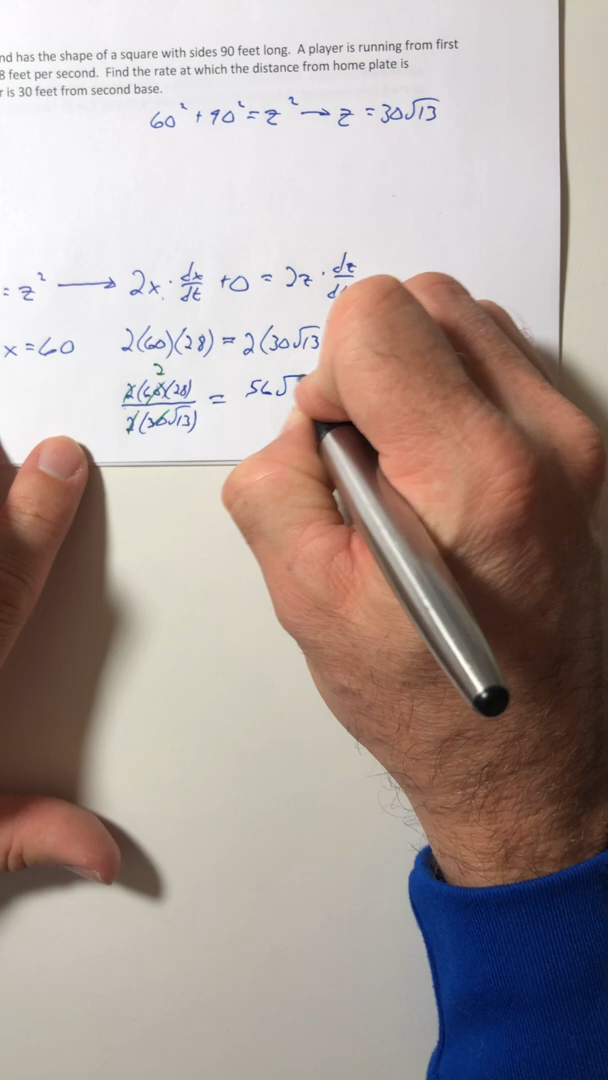 nd has the shape of a square with sides 90 feet long. A player is running from first
8 feet per second. Find the rate at which the distance from home plate is
r is 30 feet from second base.
60² + 90² = z² → z = 30√13
= z² → 2x · dx/dt + 0 = 2z · dz/d
x = 60 2(60)(28) = 2(30√13
2
2(60)(28)/2(30√13) = 56√